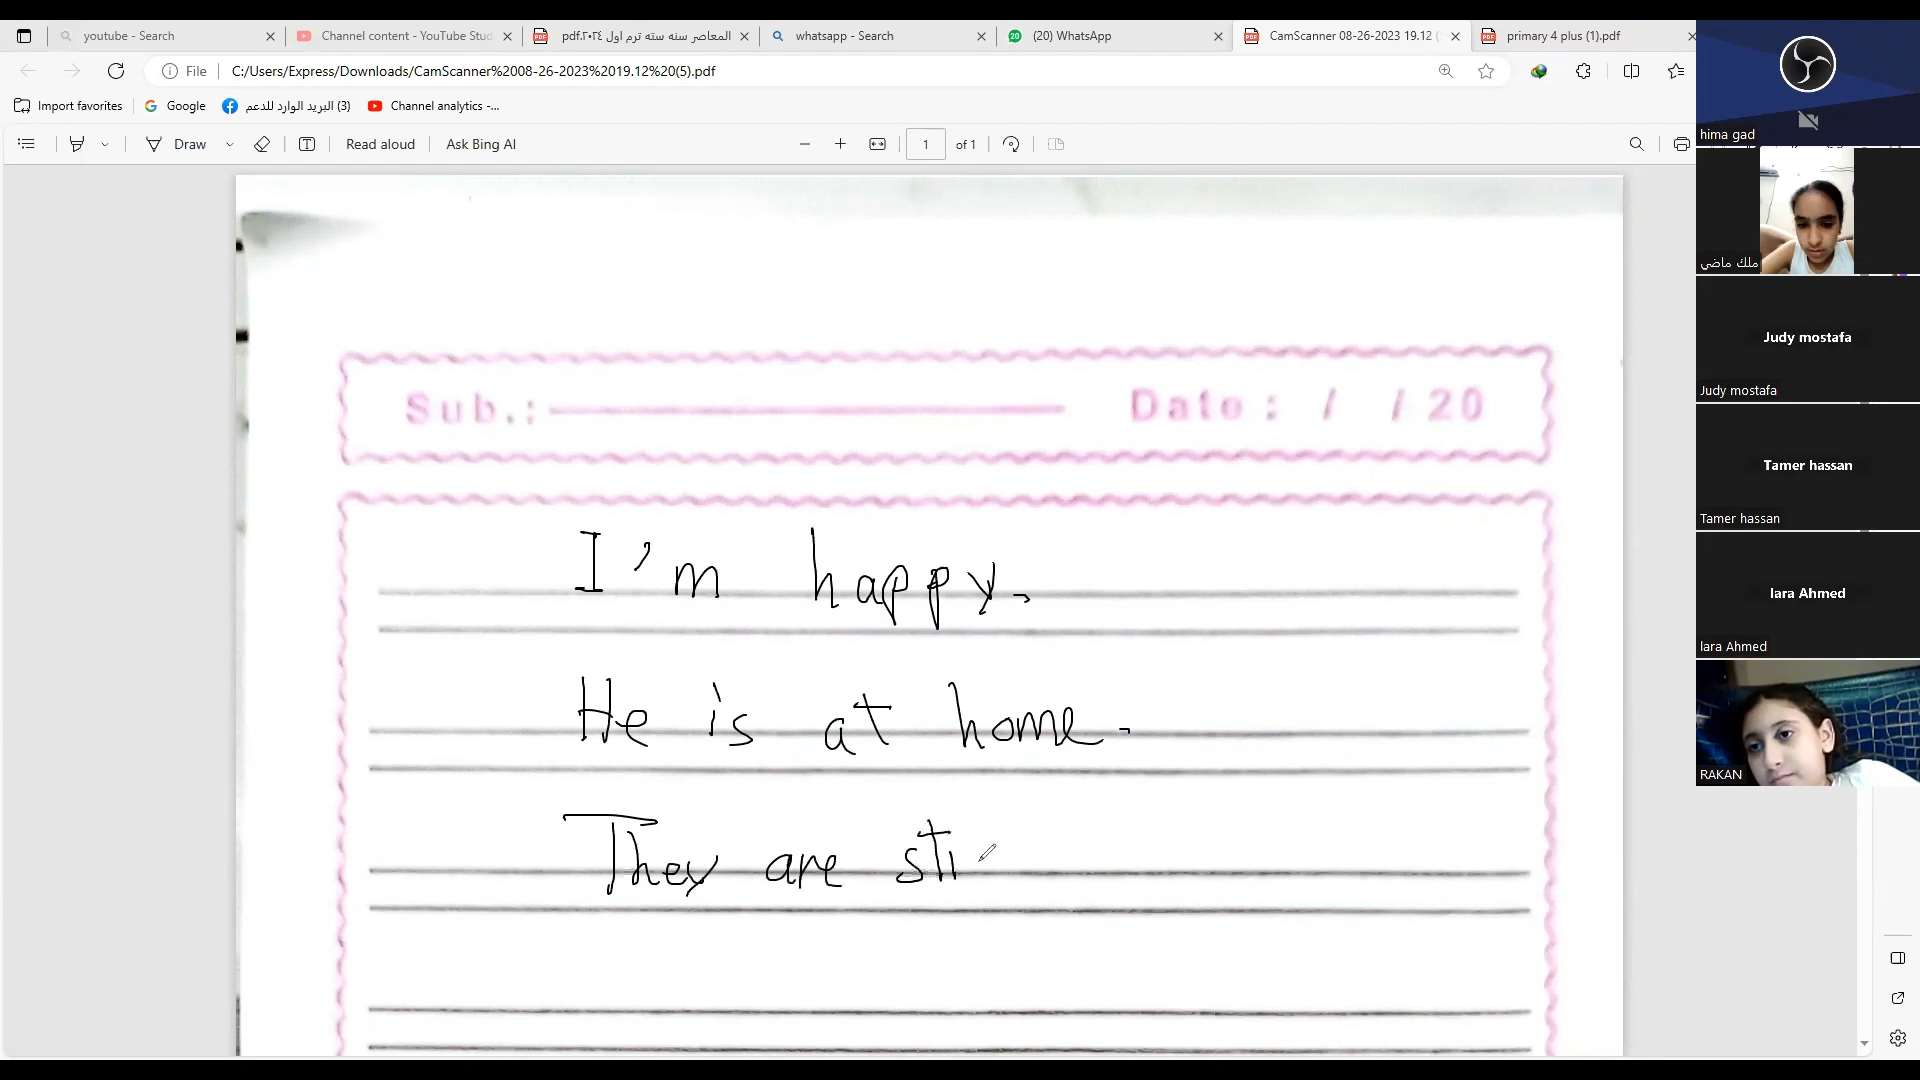 youtube - Search
Channel content - YouTube Stud
المعاصر سنه سته ترم اول ٢٠٢٤.pdf
whatsapp - Search
(20) WhatsApp
CamScanner 08-26-2023 19.12 (
primary 4 plus (1).pdf
File
C:/Users/Express/Downloads/CamScanner%2008-26-2023%2019.12%20(5).pdf
Import favorites
Google
(3) البريد الوارد للدعم
Channel analytics -...
Draw
Read aloud
Ask Bing AI
1
of 1
Sub.:
Date : / / 20
I'm happy.
He is at home.
They are sti
hima gad
ملك ماضي
Judy mostafa
Judy mostafa
Tamer hassan
Tamer hassan
lara Ahmed
lara Ahmed
RAKAN